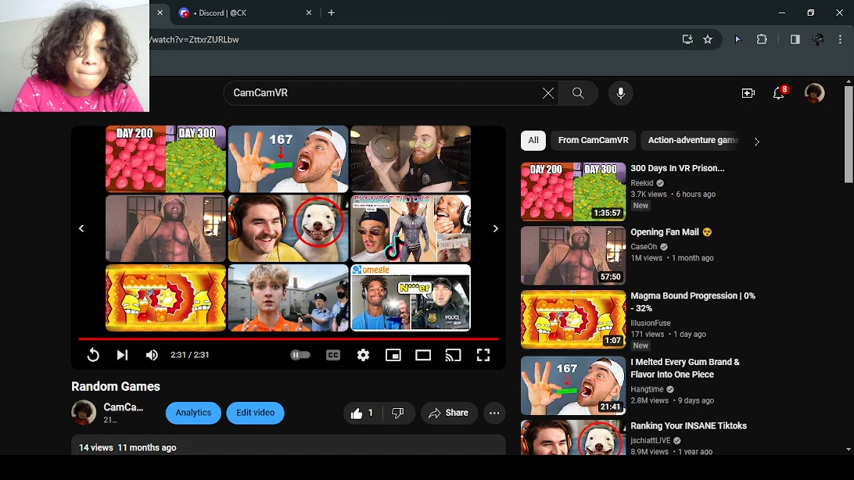 Discord | @CK
/watch?v=ZttxrZURLbw
CamCamVR
8
DAY 200
DAY 300
167
omegle
N***er
2:31 / 2:31
CC
Random Games
CamCa...
21...
Analytics
Edit video
1
Share
14 views 11 months ago
All
From CamCamVR
Action-adventure game
DAY 200
DAY 300
1:35:57
300 Days In VR Prison...
Reekid
3.7K views • 6 hours ago
New
57:50
Opening Fan Mail
CaseOh
1M views • 1 month ago
1:07
Magma Bound Progression | 0%
- 32%
IllusionFuse
171 views • 1 day ago
New
167
21:41
I Melted Every Gum Brand &
Flavor Into One Piece
Hangtime
2.8M views • 9 days ago
Ranking Your INSANE Tiktoks
jschlattLIVE
8.9M views • 1 year ago